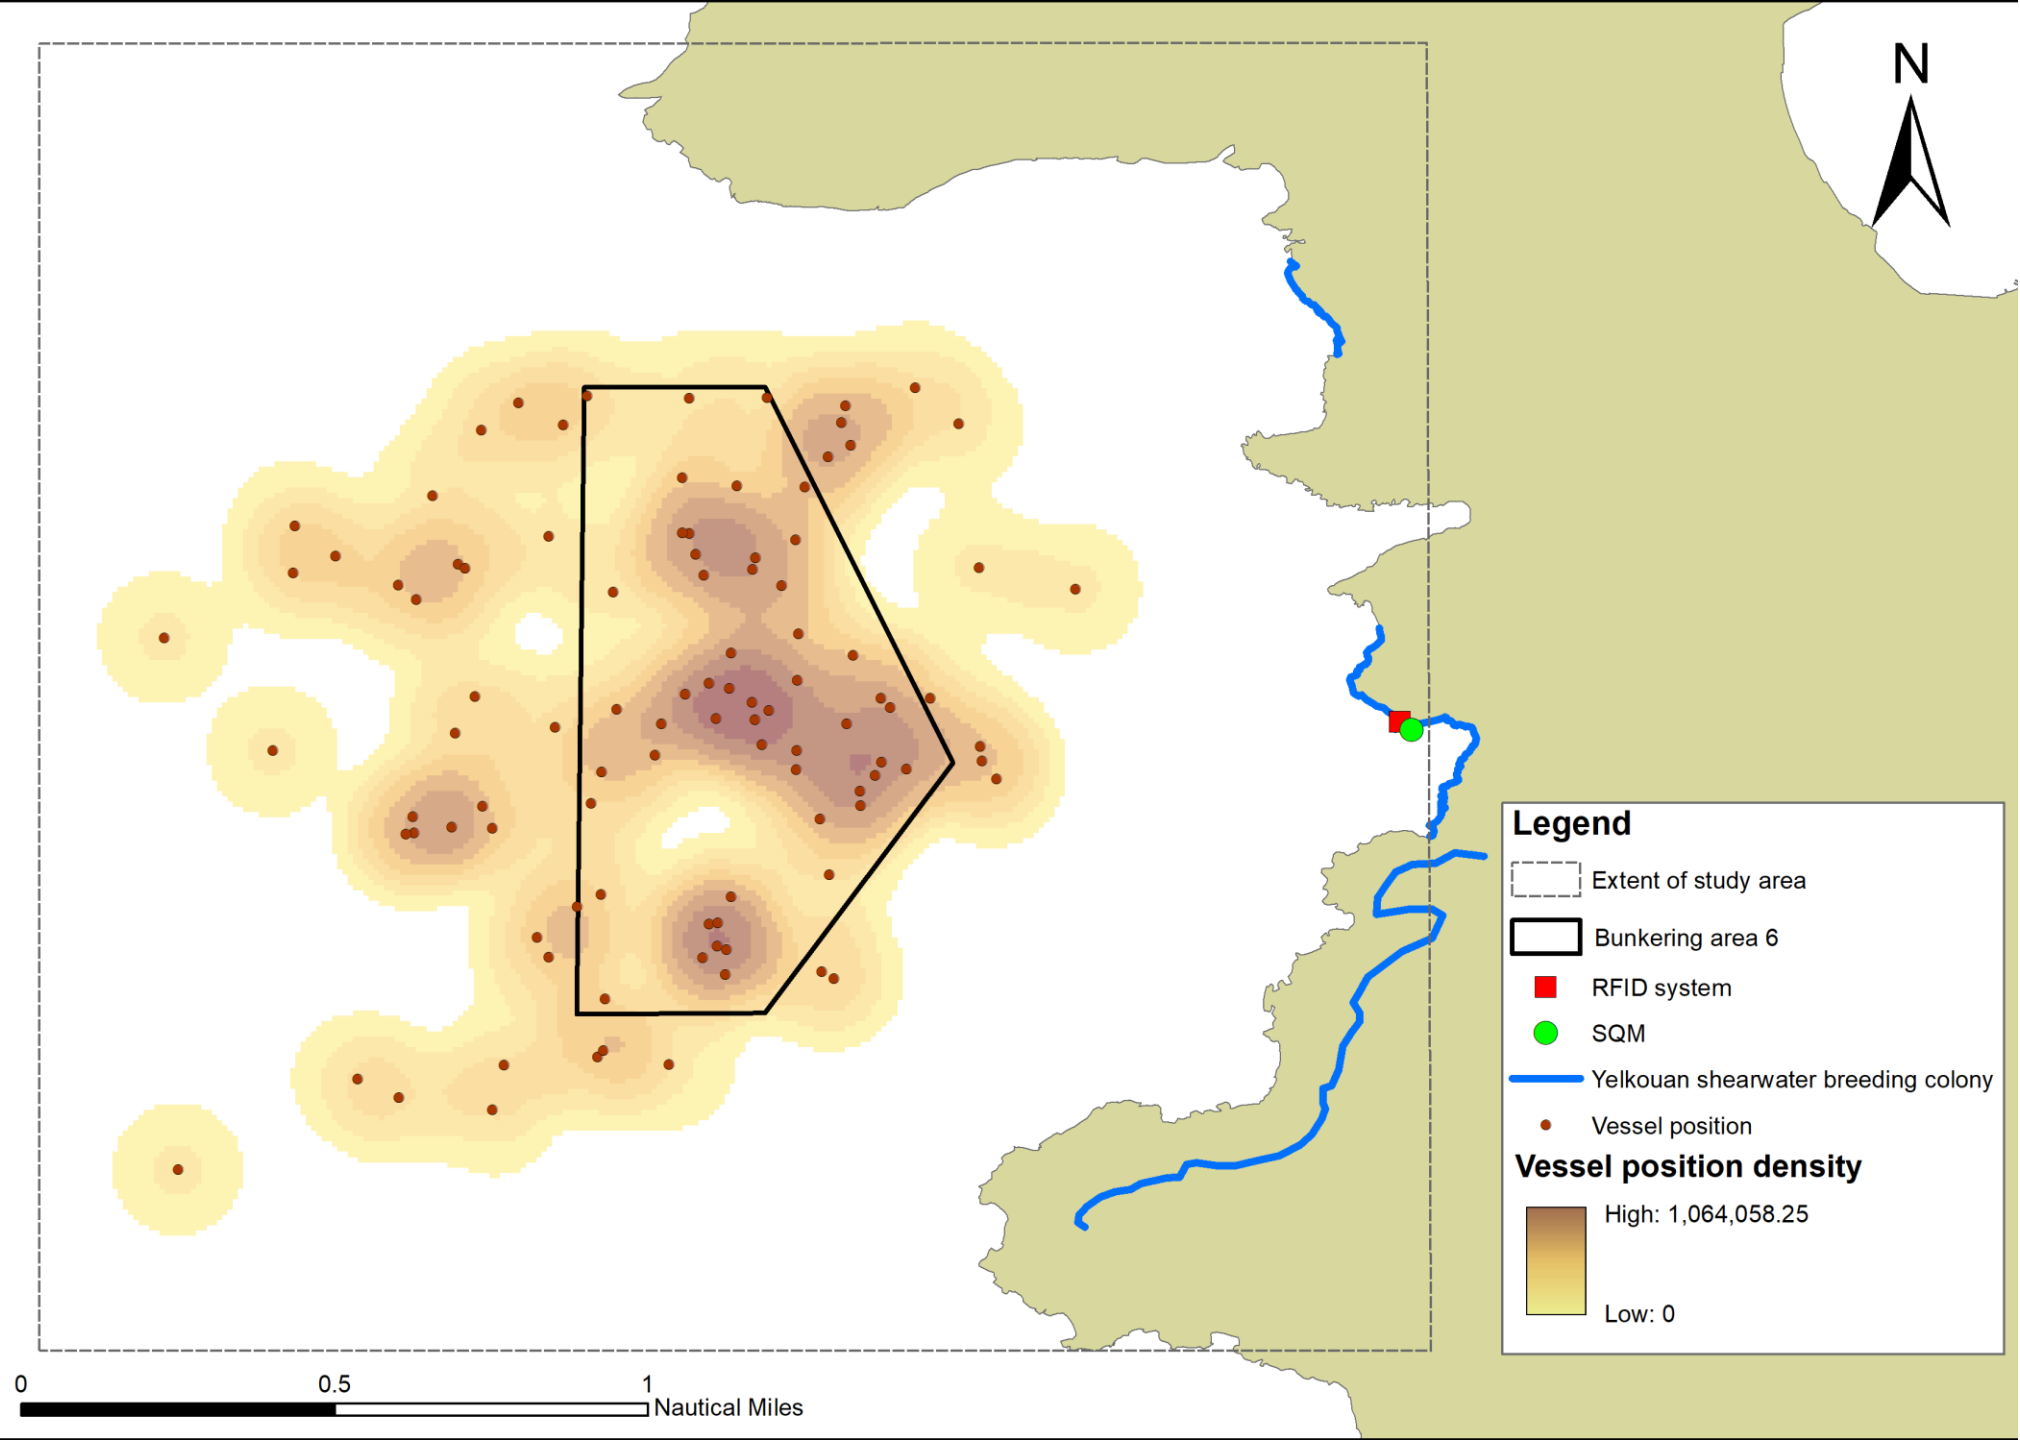 N
Legend
Extent of study area
Bunkering area 6
RFID system
SQM
Yelkouan shearwater breeding colony
Vessel position
Vessel position density
High: 1,064,058.25
Low: 0
0 0.5 1
Nautical Miles